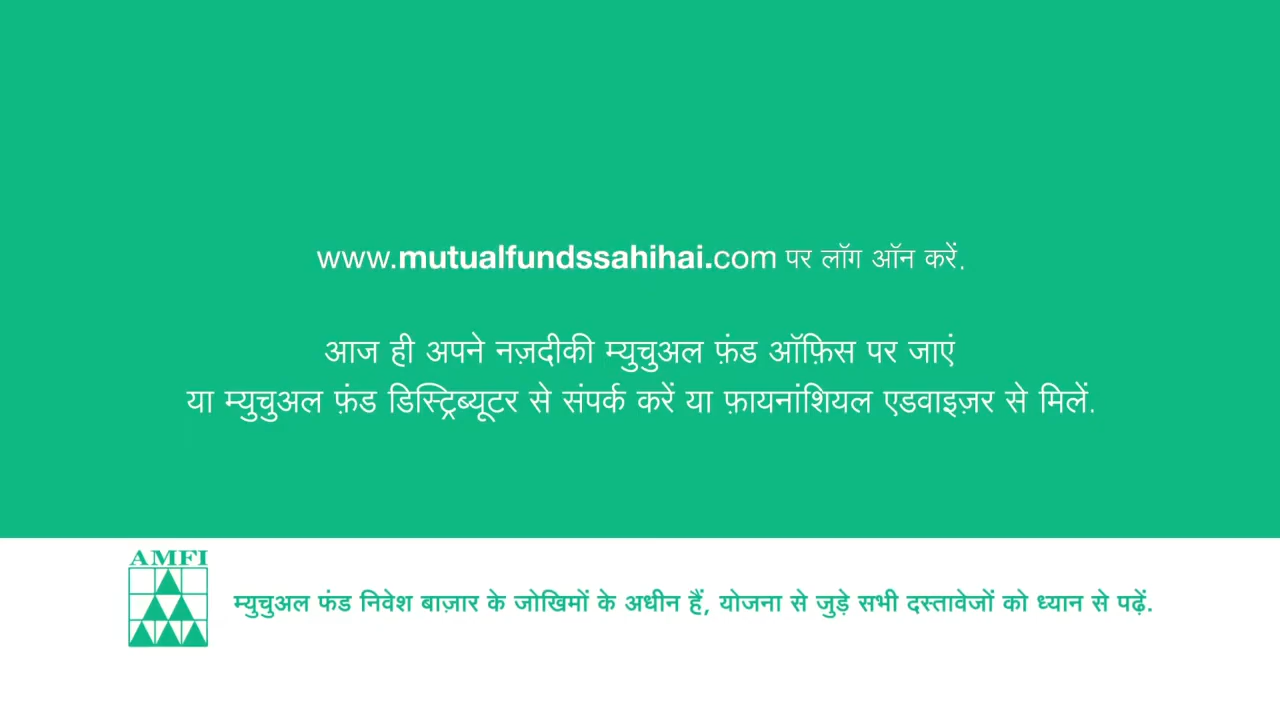 www.mutualfundssahihai.com पर लॉग ऑन करें.
आज ही अपने नज़दीकी म्युचुअल फ़ंड ऑफ़िस पर जाएं
या म्युचुअल फ़ंड डिस्ट्रिब्यूटर से संपर्क करें या फ़ायनांशियल एडवाइज़र से मिलें.
AMFI
म्युचुअल फंड निवेश बाज़ार के जोखिमों के अधीन हैं, योजना से जुड़े सभी दस्तावेजों को ध्यान से पढ़ें.